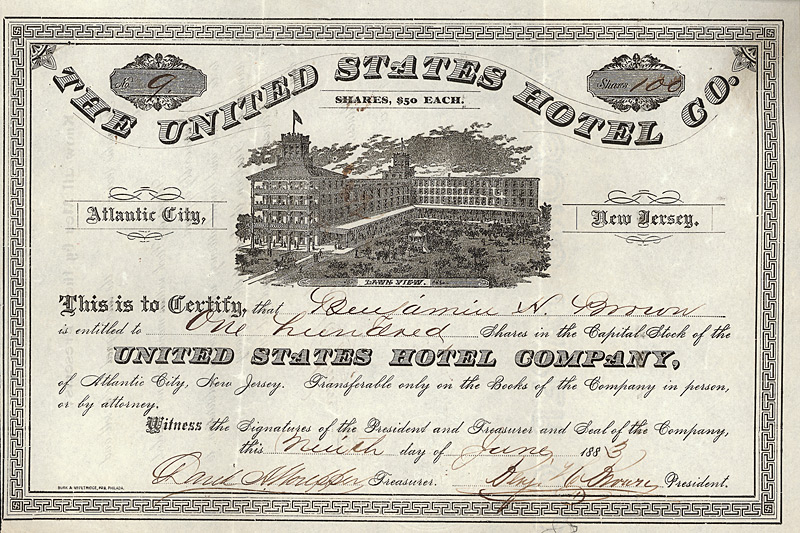 No 9. Shares 100
THE UNITED STATES HOTEL CO.
SHARES, $50 EACH.
Atlantic City, New Jersey.
LAWN VIEW.
This is to Certify, that Benjamin H. Brown
is entitled to One hundred Shares in the Capital Stock of the
UNITED STATES HOTEL COMPANY,
of Atlantic City, New Jersey. Transferable only on the Books of the Company in person,
or by attorney.
Witness the Signatures of the President and Treasurer and Seal of the Company,
this Ninth day of June 1883
Treasurer. Benj. H. Brown President.